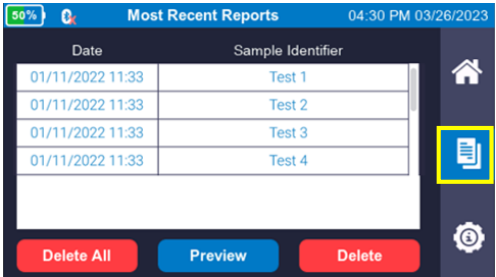 50% Most Recent Reports 04:30 PM 03/26/2023
Date Sample Identifier
01/11/2022 11:33 Test 1
01/11/2022 11:33 Test 2
01/11/2022 11:33 Test 3
01/11/2022 11:33 Test 4
Delete All Preview Delete